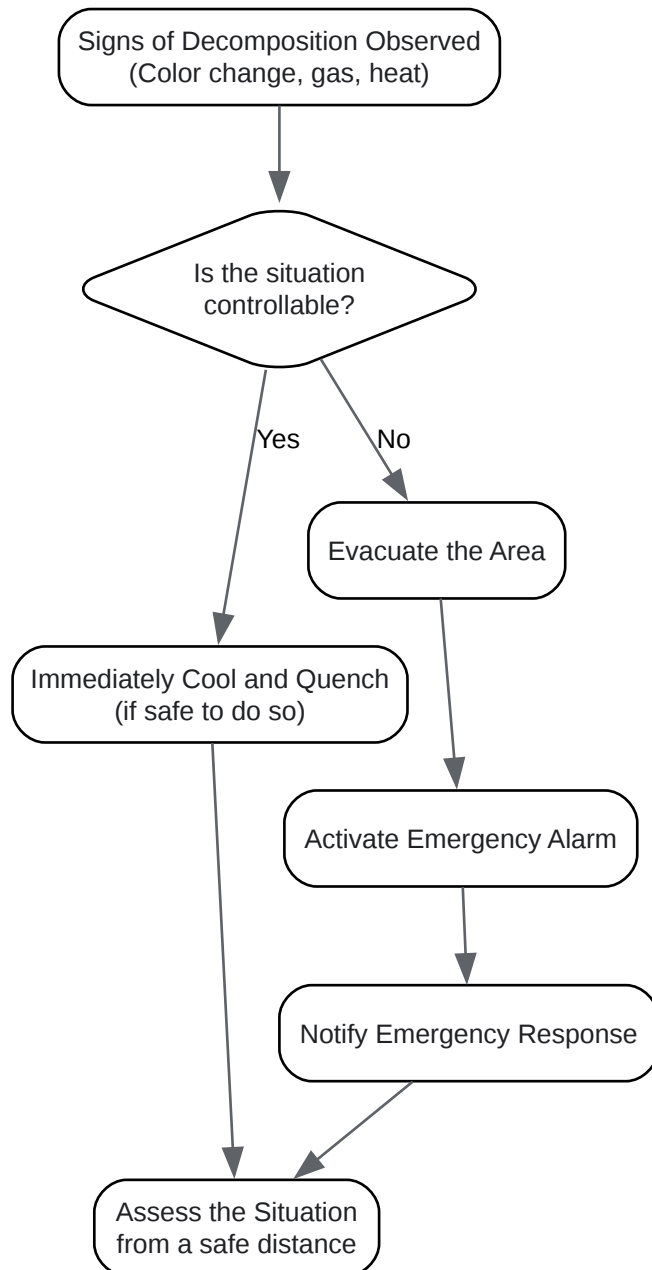 Signs of Decomposition Observed
(Color change, gas, heat)
Is the situation
controllable?
Yes
No
Evacuate the Area
Immediately Cool and Quench
(if safe to do so)
Activate Emergency Alarm
Notify Emergency Response
Assess the Situation
from a safe distance